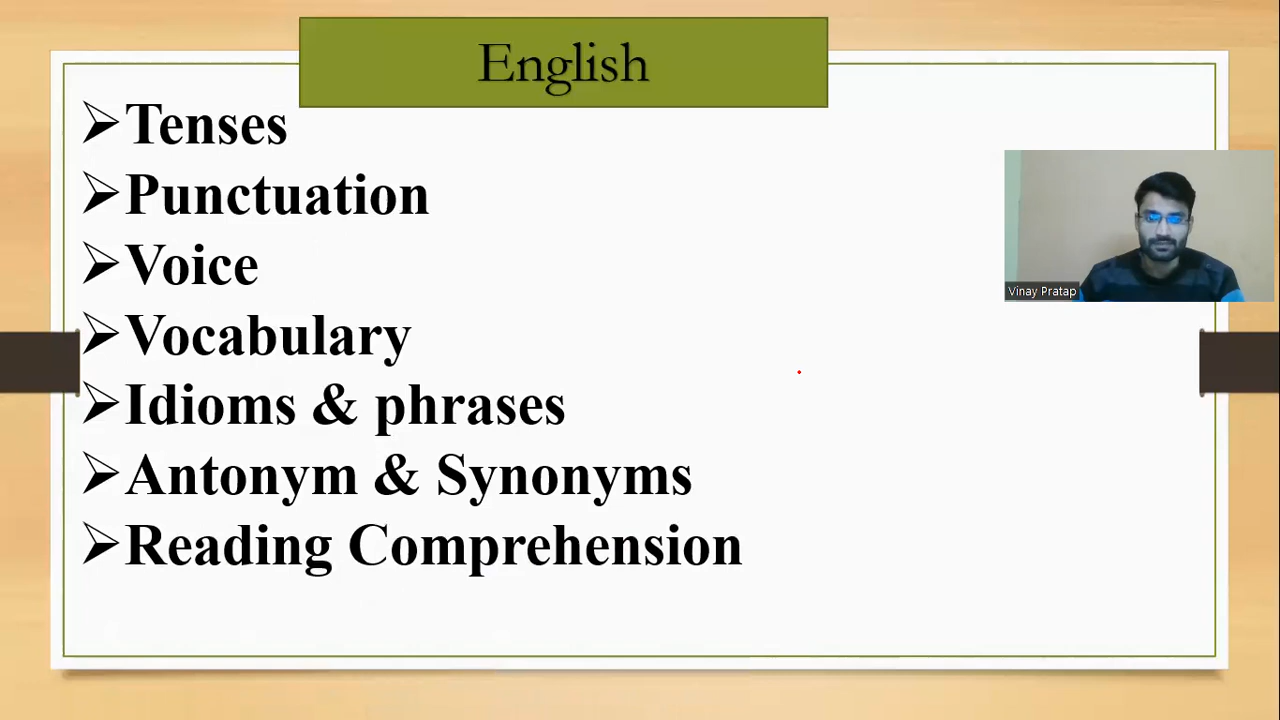 English
➢Tenses
➢Punctuation
➢Voice
➢Vocabulary
➢Idioms & phrases
➢Antonym & Synonyms
➢Reading Comprehension
Vinay Pratap